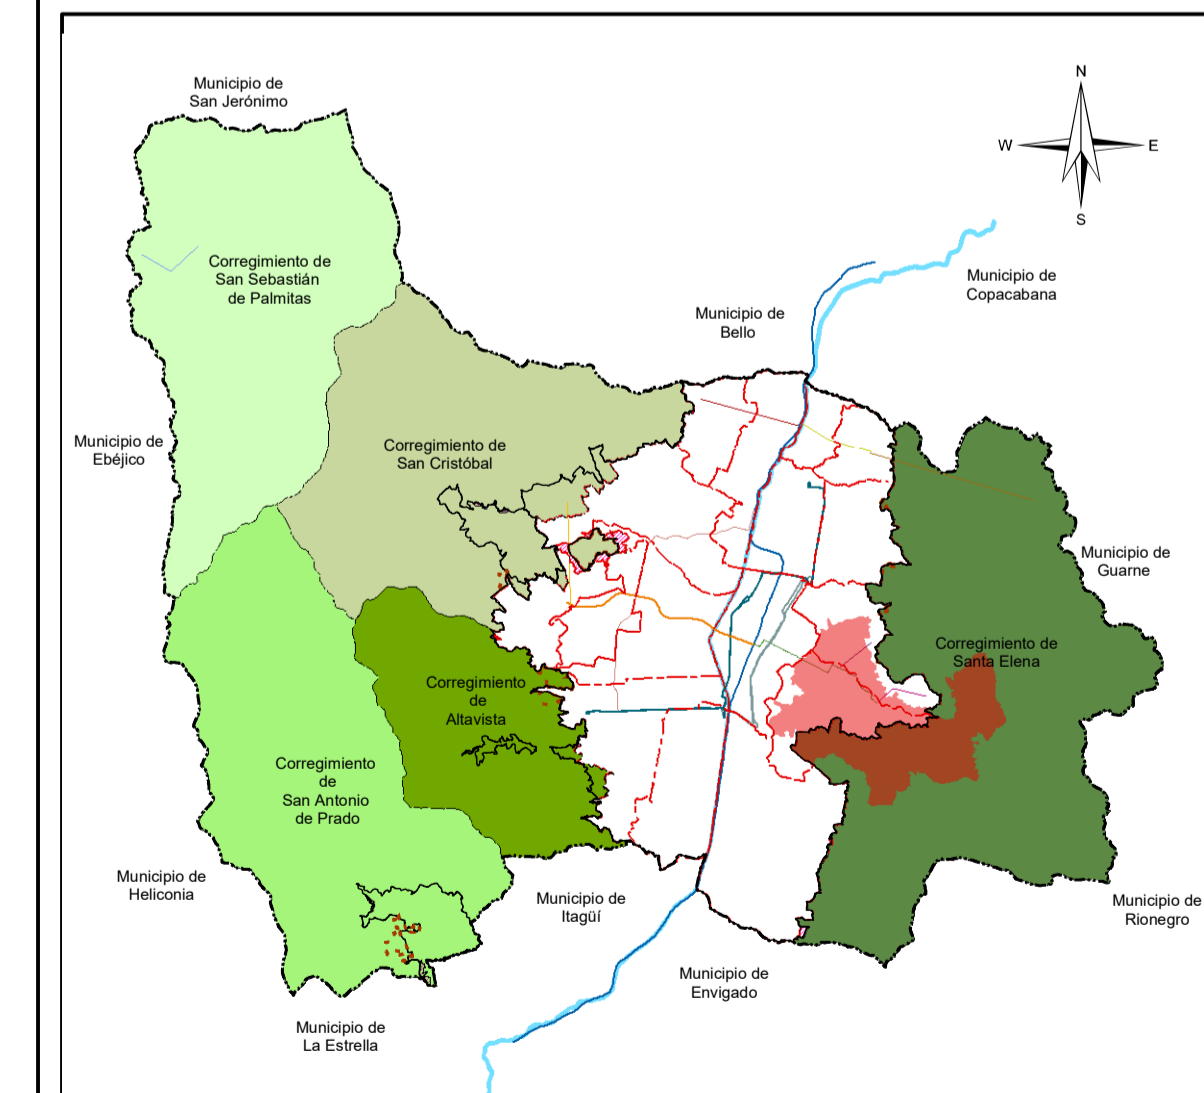 Municipio de
San Jerónimo
N
W
E
S
Corregimiento de
San Sebastián
de Palmitas
Municipio de
Copacabana
Municipio de
Bello
Municipio de
Ebéjico
Corregimiento de
San Cristóbal
Municipio de
Guarne
Corregimiento de
Santa Elena
Corregimiento
de
Altavista
Corregimiento
de
San Antonio
de Prado
Municipio de
Heliconia
Municipio de
Itagüí
Municipio de
Rionegro
Municipio de
Envigado
Municipio de
La Estrella